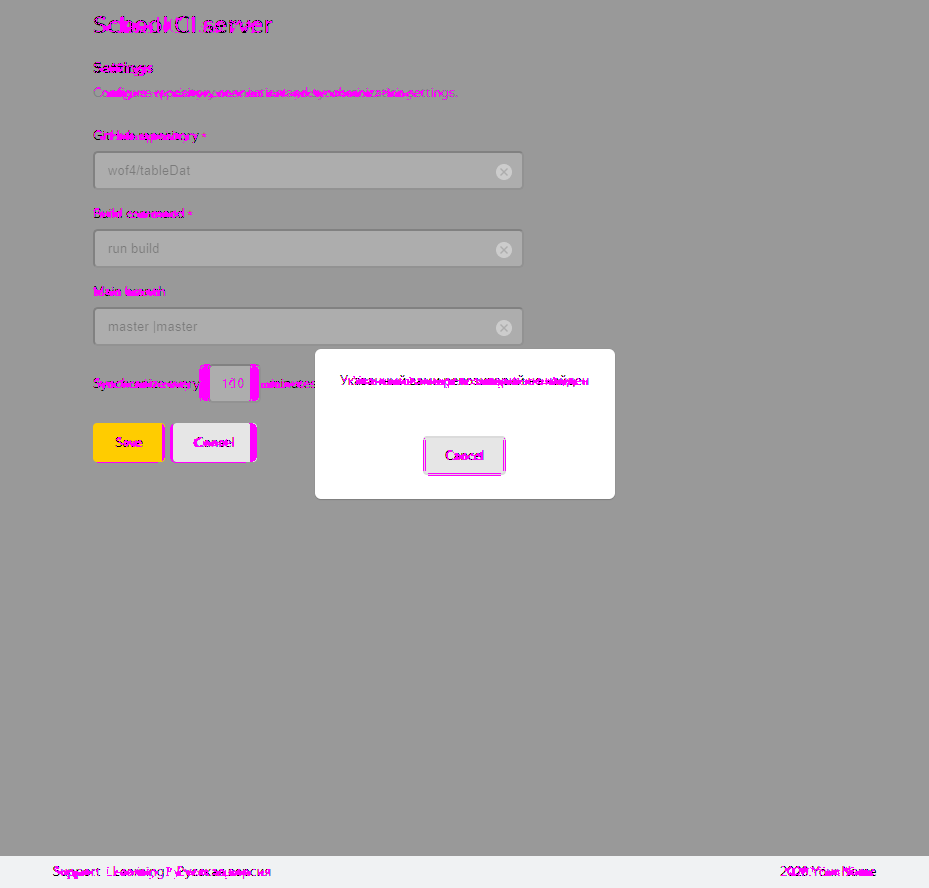 School CI server
Settings
Configure repository connection and synchronization settings.
GitHub repository *
wof4/tableDat
Build command *
run build
Main branch
master |master
Synchronize every 10 minutes
Save
Cancel
Указанный вами репозиторий не найден
Cancel
Support Learning Русская версия
2020 Your Name